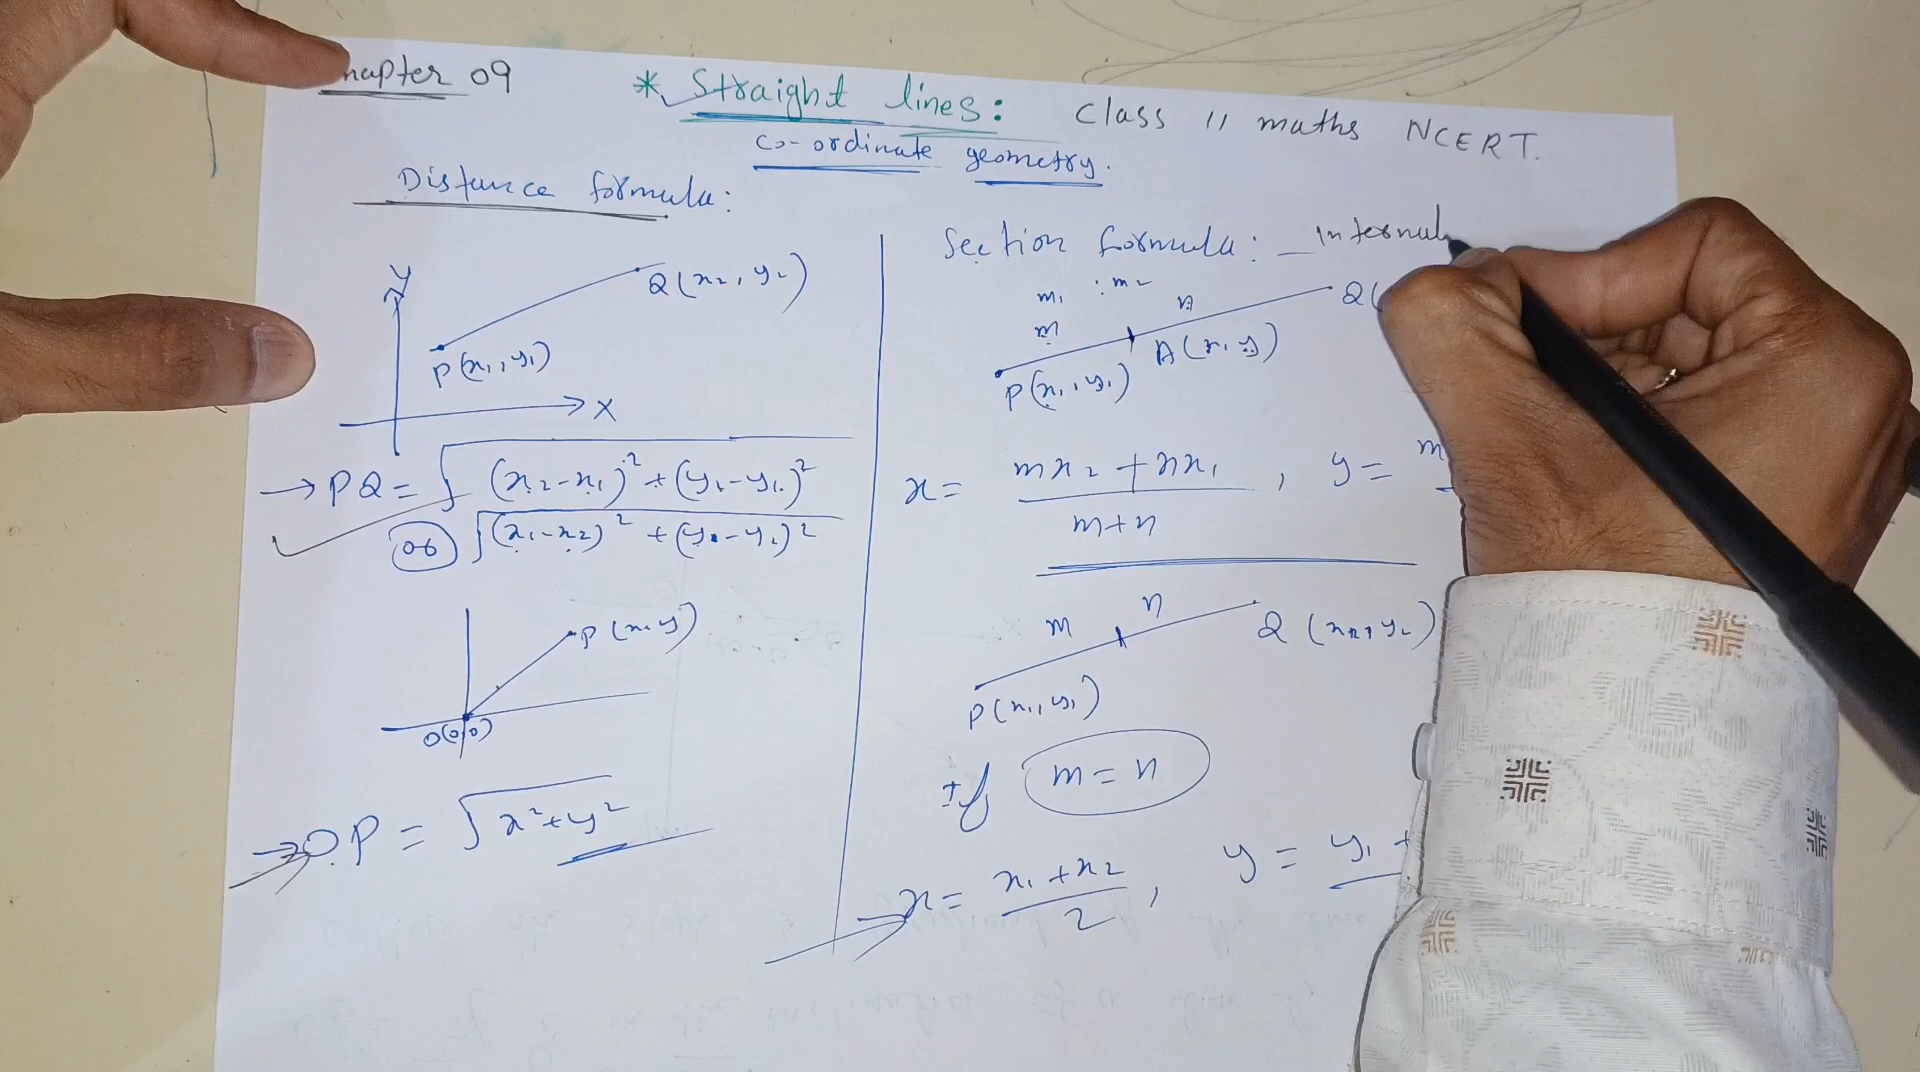 hapter 09
* Straight lines: class 11 maths NCERT.
co-ordinate geometry.
Distance formula:
Y
Q(x₂, y₂)
P(x₁, y₁)
X
→ PQ = √(x₂-x₁)² + (y₂-y₁)²
(or) √(x₁-x₂)² + (y₁-y₂)²
P(x, y)
O(0,0)
→ OP = √x²+y²
Section formula: - internal
m₁ : m₂
m n
Q(
A(x, y)
P(x₁, y₁)
x = mx₂ + nx₁ / m+n , y = m
m n
Q (x₂, y₂)
P(x₁, y₁)
If m = n
→ x = x₁ + x₂ / 2 , y = y₁ +